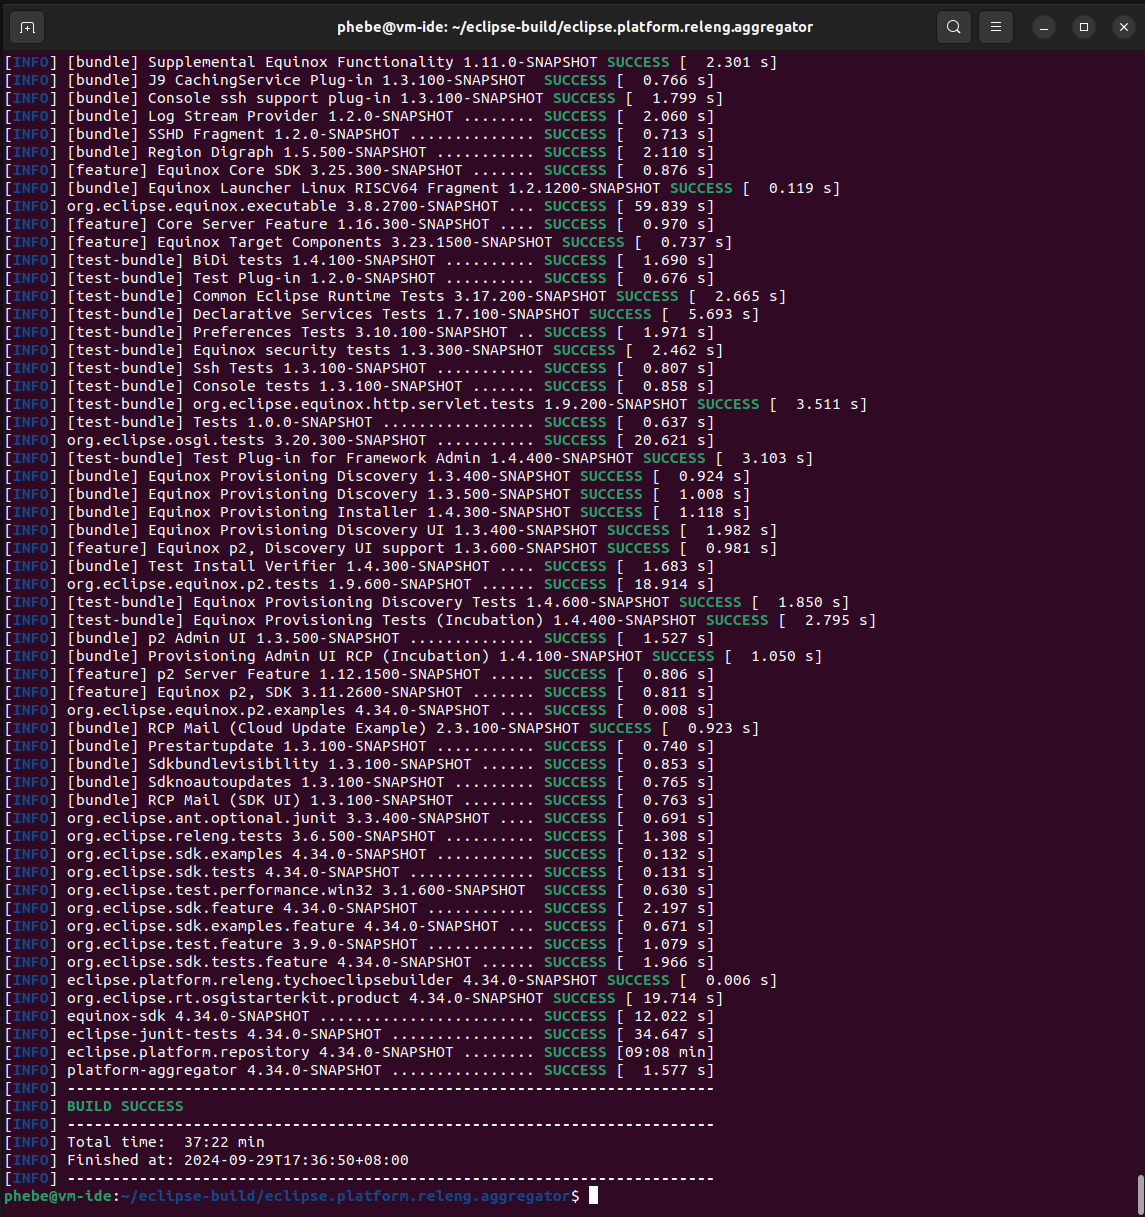 phebe@vm-ide: ~/eclipse-build/eclipse.platform.releng.aggregator
[INFO] [bundle] Supplemental Equinox Functionality 1.11.0-SNAPSHOT SUCCESS [  2.301 s]
[INFO] [bundle] J9 CachingService Plug-in 1.3.100-SNAPSHOT  SUCCESS [  0.766 s]
[INFO] [bundle] Console ssh support plug-in 1.3.100-SNAPSHOT SUCCESS [  1.799 s]
[INFO] [bundle] Log Stream Provider 1.2.0-SNAPSHOT ........ SUCCESS [  2.060 s]
[INFO] [bundle] SSHD Fragment 1.2.0-SNAPSHOT .............. SUCCESS [  0.713 s]
[INFO] [bundle] Region Digraph 1.5.500-SNAPSHOT ........... SUCCESS [  2.110 s]
[INFO] [feature] Equinox Core SDK 3.25.300-SNAPSHOT ....... SUCCESS [  0.876 s]
[INFO] [bundle] Equinox Launcher Linux RISCV64 Fragment 1.2.1200-SNAPSHOT SUCCESS [  0.119 s]
[INFO] org.eclipse.equinox.executable 3.8.2700-SNAPSHOT ... SUCCESS [ 59.839 s]
[INFO] [feature] Core Server Feature 1.16.300-SNAPSHOT .... SUCCESS [  0.970 s]
[INFO] [feature] Equinox Target Components 3.23.1500-SNAPSHOT SUCCESS [  0.737 s]
[INFO] [test-bundle] BiDi tests 1.4.100-SNAPSHOT .......... SUCCESS [  1.690 s]
[INFO] [test-bundle] Test Plug-in 1.2.0-SNAPSHOT .......... SUCCESS [  0.676 s]
[INFO] [test-bundle] Common Eclipse Runtime Tests 3.17.200-SNAPSHOT SUCCESS [  2.665 s]
[INFO] [test-bundle] Declarative Services Tests 1.7.100-SNAPSHOT SUCCESS [  5.693 s]
[INFO] [test-bundle] Preferences Tests 3.10.100-SNAPSHOT .. SUCCESS [  1.971 s]
[INFO] [test-bundle] Equinox security tests 1.3.300-SNAPSHOT SUCCESS [  2.462 s]
[INFO] [test-bundle] Ssh Tests 1.3.100-SNAPSHOT ........... SUCCESS [  0.807 s]
[INFO] [test-bundle] Console tests 1.3.100-SNAPSHOT ....... SUCCESS [  0.858 s]
[INFO] [test-bundle] org.eclipse.equinox.http.servlet.tests 1.9.200-SNAPSHOT SUCCESS [  3.511 s]
[INFO] [test-bundle] Tests 1.0.0-SNAPSHOT ................. SUCCESS [  0.637 s]
[INFO] org.eclipse.osgi.tests 3.20.300-SNAPSHOT ........... SUCCESS [ 20.621 s]
[INFO] [test-bundle] Test Plug-in for Framework Admin 1.4.400-SNAPSHOT SUCCESS [  3.103 s]
[INFO] [bundle] Equinox Provisioning Discovery 1.3.400-SNAPSHOT SUCCESS [  0.924 s]
[INFO] [bundle] Equinox Provisioning Discovery 1.3.500-SNAPSHOT SUCCESS [  1.008 s]
[INFO] [bundle] Equinox Provisioning Installer 1.4.300-SNAPSHOT SUCCESS [  1.118 s]
[INFO] [bundle] Equinox Provisioning Discovery UI 1.3.400-SNAPSHOT SUCCESS [  1.982 s]
[INFO] [feature] Equinox p2, Discovery UI support 1.3.600-SNAPSHOT SUCCESS [  0.981 s]
[INFO] [bundle] Test Install Verifier 1.4.300-SNAPSHOT .... SUCCESS [  1.683 s]
[INFO] org.eclipse.equinox.p2.tests 1.9.600-SNAPSHOT ...... SUCCESS [ 18.914 s]
[INFO] [test-bundle] Equinox Provisioning Discovery Tests 1.4.600-SNAPSHOT SUCCESS [  1.850 s]
[INFO] [test-bundle] Equinox Provisioning Tests (Incubation) 1.4.400-SNAPSHOT SUCCESS [  2.795 s]
[INFO] [bundle] p2 Admin UI 1.3.500-SNAPSHOT .............. SUCCESS [  1.527 s]
[INFO] [bundle] Provisioning Admin UI RCP (Incubation) 1.4.100-SNAPSHOT SUCCESS [  1.050 s]
[INFO] [feature] p2 Server Feature 1.12.1500-SNAPSHOT ..... SUCCESS [  0.806 s]
[INFO] [feature] Equinox p2, SDK 3.11.2600-SNAPSHOT ....... SUCCESS [  0.811 s]
[INFO] org.eclipse.equinox.p2.examples 4.34.0-SNAPSHOT .... SUCCESS [  0.008 s]
[INFO] [bundle] RCP Mail (Cloud Update Example) 2.3.100-SNAPSHOT SUCCESS [  0.923 s]
[INFO] [bundle] Prestartupdate 1.3.100-SNAPSHOT ........... SUCCESS [  0.740 s]
[INFO] [bundle] Sdkbundlevisibility 1.3.100-SNAPSHOT ...... SUCCESS [  0.853 s]
[INFO] [bundle] Sdknoautoupdates 1.3.100-SNAPSHOT ......... SUCCESS [  0.765 s]
[INFO] [bundle] RCP Mail (SDK UI) 1.3.100-SNAPSHOT ........ SUCCESS [  0.763 s]
[INFO] org.eclipse.ant.optional.junit 3.3.400-SNAPSHOT .... SUCCESS [  0.691 s]
[INFO] org.eclipse.releng.tests 3.6.500-SNAPSHOT .......... SUCCESS [  1.308 s]
[INFO] org.eclipse.sdk.examples 4.34.0-SNAPSHOT ........... SUCCESS [  0.132 s]
[INFO] org.eclipse.sdk.tests 4.34.0-SNAPSHOT .............. SUCCESS [  0.131 s]
[INFO] org.eclipse.test.performance.win32 3.1.600-SNAPSHOT  SUCCESS [  0.630 s]
[INFO] org.eclipse.sdk.feature 4.34.0-SNAPSHOT ............ SUCCESS [  2.197 s]
[INFO] org.eclipse.sdk.examples.feature 4.34.0-SNAPSHOT ... SUCCESS [  0.671 s]
[INFO] org.eclipse.test.feature 3.9.0-SNAPSHOT ............ SUCCESS [  1.079 s]
[INFO] org.eclipse.sdk.tests.feature 4.34.0-SNAPSHOT ...... SUCCESS [  1.966 s]
[INFO] eclipse.platform.releng.tychoeclipsebuilder 4.34.0-SNAPSHOT SUCCESS [  0.006 s]
[INFO] org.eclipse.rt.osgistarterkit.product 4.34.0-SNAPSHOT SUCCESS [ 19.714 s]
[INFO] equinox-sdk 4.34.0-SNAPSHOT ........................ SUCCESS [ 12.022 s]
[INFO] eclipse-junit-tests 4.34.0-SNAPSHOT ................ SUCCESS [ 34.647 s]
[INFO] eclipse.platform.repository 4.34.0-SNAPSHOT ........ SUCCESS [09:08 min]
[INFO] platform-aggregator 4.34.0-SNAPSHOT ................ SUCCESS [  1.577 s]
[INFO] ------------------------------------------------------------------------
[INFO] BUILD SUCCESS
[INFO] ------------------------------------------------------------------------
[INFO] Total time:  37:22 min
[INFO] Finished at: 2024-09-29T17:36:50+08:00
[INFO] ------------------------------------------------------------------------
phebe@vm-ide:~/eclipse-build/eclipse.platform.releng.aggregator$